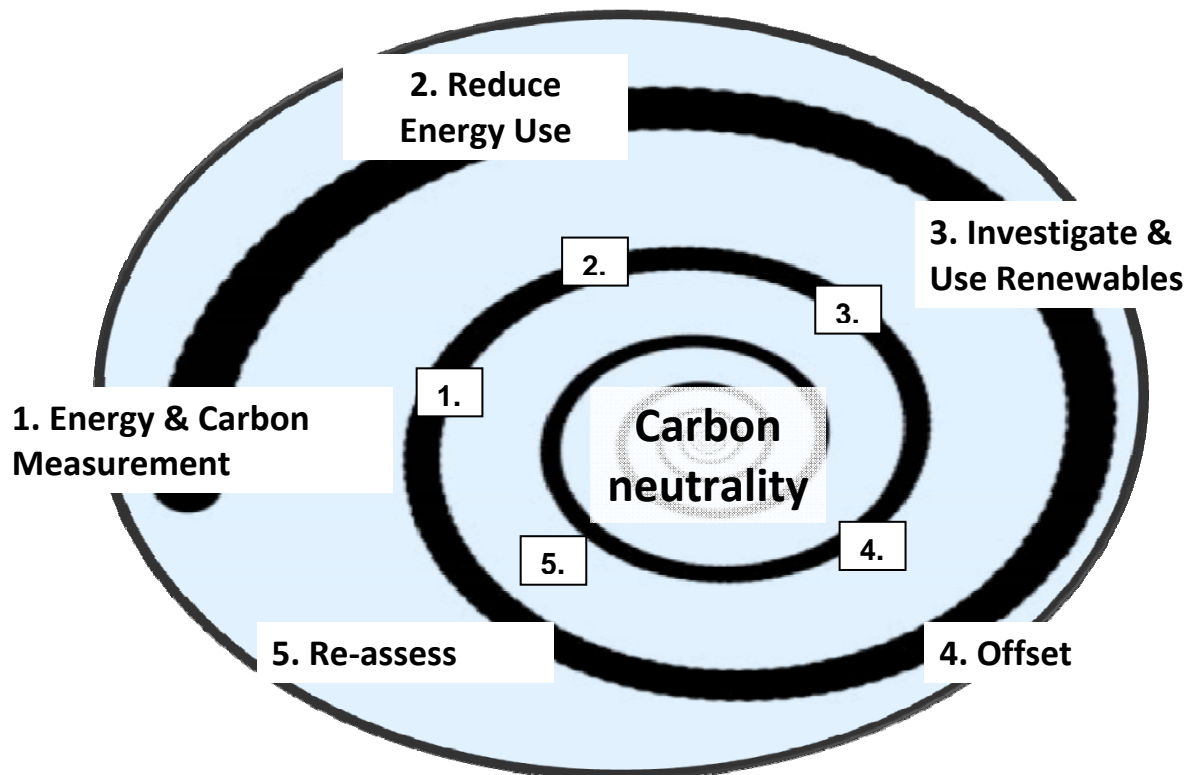 2. Reduce
Energy Use
3. Investigate &
Use Renewables
2.
3.
1.
1. Energy & Carbon
Measurement
Carbon
neutrality
5.
4.
5. Re-assess
4. Offset